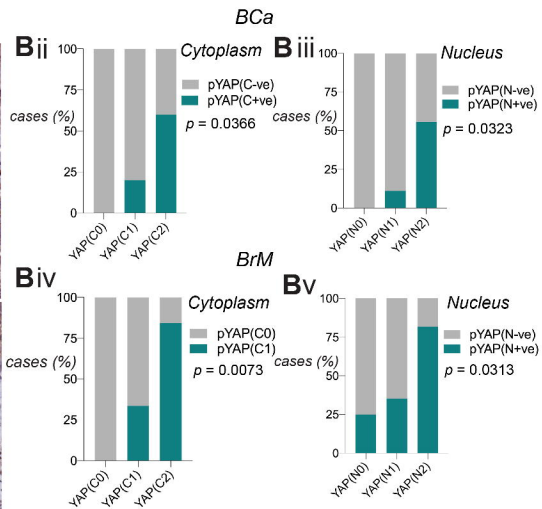 BCa
Bii
Cytoplasm
100
75
50
25
0
cases (%)
pYAP(C-ve)
pYAP(C+ve)
p = 0.0366
YAP(C0)
YAP(C1)
YAP(C2)
Biii
Nucleus
100
75
50
25
0
cases (%)
pYAP(N-ve)
pYAP(N+ve)
p = 0.0323
YAP(N0)
YAP(N1)
YAP(N2)
BrM
Biv
Cytoplasm
100
75
50
25
0
cases (%)
pYAP(C0)
pYAP(C1)
p = 0.0073
YAP(C0)
YAP(C1)
YAP(C2)
Bv
Nucleus
100
75
50
25
0
cases (%)
pYAP(N-ve)
pYAP(N+ve)
p = 0.0313
YAP(N0)
YAP(N1)
YAP(N2)